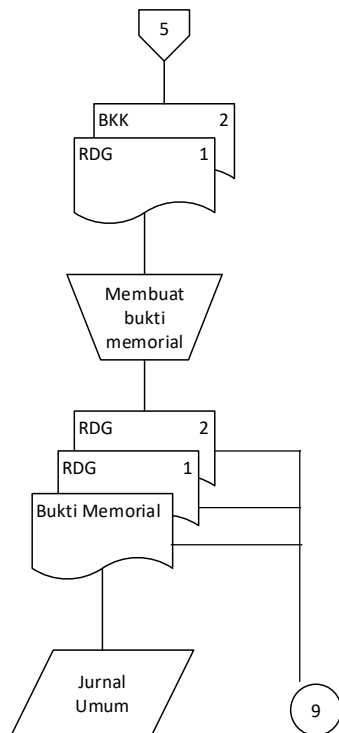 5
BKK 2
RDG 1
Membuat
bukti
memorial
RDG 2
RDG 1
Bukti Memorial
Jurnal
Umum
9